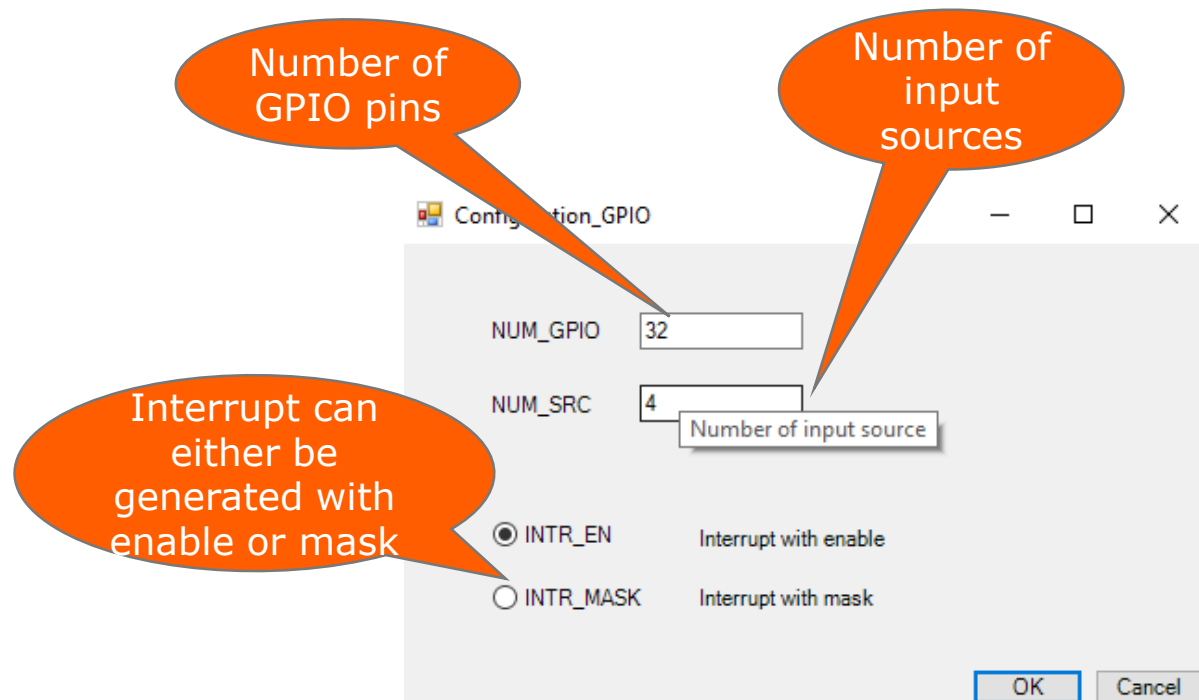 Number of
GPIO pins
Number of
input
sources
Configuration_GPIO
NUM_GPIO 32
NUM_SRC 4
Number of input source
Interrupt can
either be
generated with
enable or mask
INTR_EN Interrupt with enable
INTR_MASK Interrupt with mask
OK Cancel